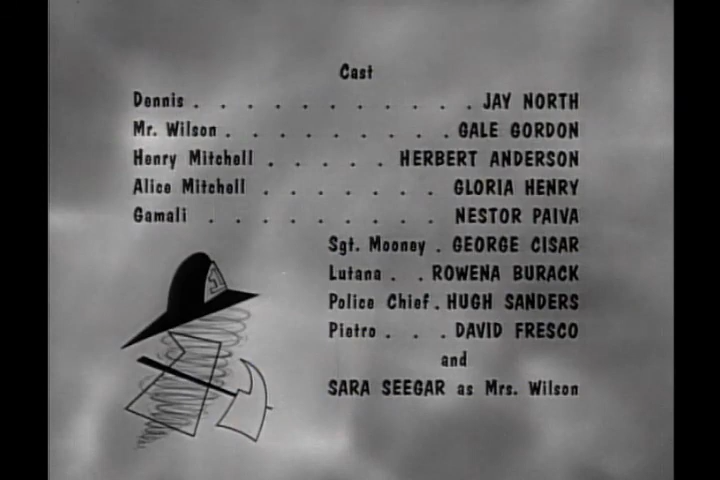 Cast
Dennis . . . . . . . . . . . JAY NORTH
Mr. Wilson . . . . . . . . . GALE GORDON
Henry Mitchell . . . . . HERBERT ANDERSON
Alice Mitchell . . . . . . . GLORIA HENRY
Gamali . . . . . . . . . NESTOR PAIVA
Sgt. Mooney . GEORGE CISAR
Lutana . . ROWENA BURACK
Police Chief . HUGH SANDERS
Pietro . . . DAVID FRESCO
and
SARA SEEGAR as Mrs. Wilson
1